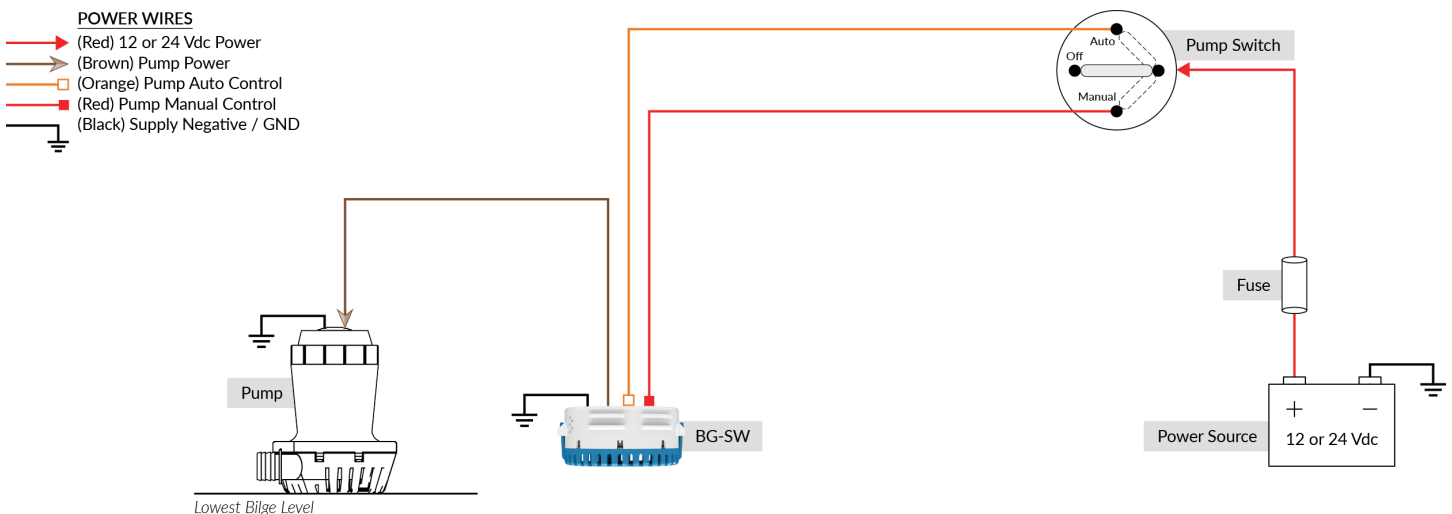 POWER WIRES
(Red) 12 or 24 Vdc Power
(Brown) Pump Power
(Orange) Pump Auto Control
(Red) Pump Manual Control
(Black) Supply Negative / GND
Auto
Off
Manual
Pump Switch
Fuse
Pump
BG-SW
Power Source
+ −
12 or 24 Vdc
Lowest Bilge Level